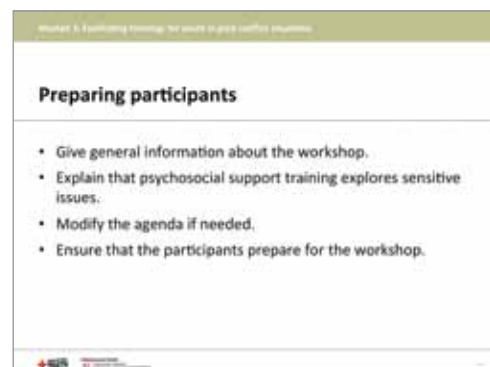 Preparing participants
• Give general information about the workshop.
• Explain that psychosocial support training explores sensitive
issues.
• Modify the agenda if needed.
• Ensure that the participants prepare for the workshop.